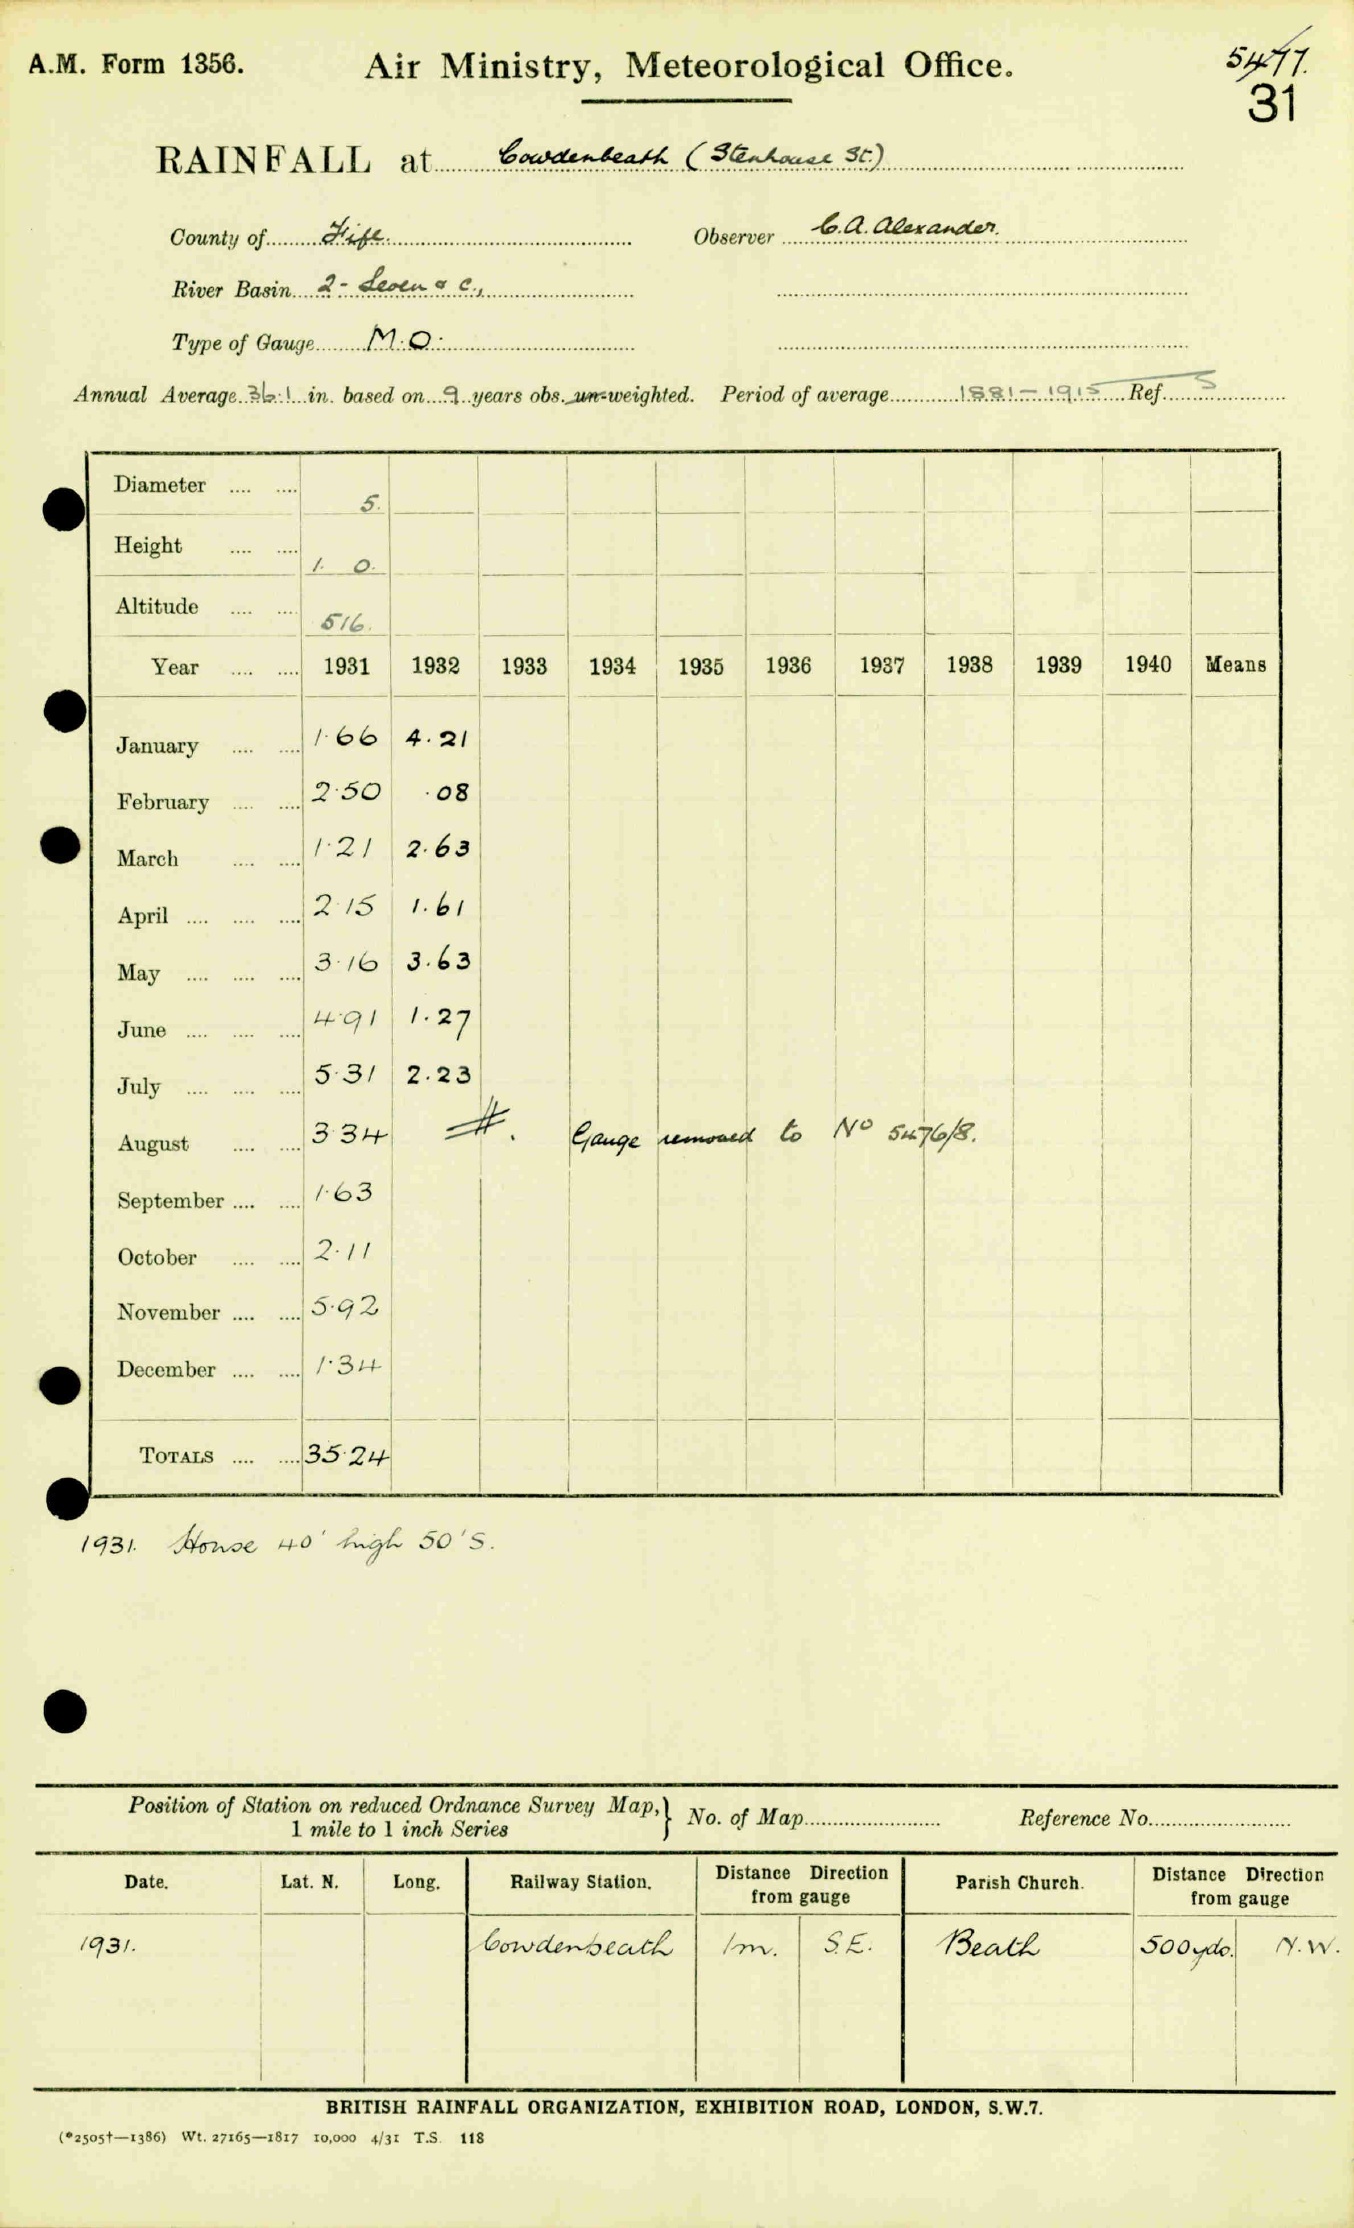 A.M. Form 1356. Air Ministry, Meteorological Office. 5477.
31
RAINFALL at Cowdenbeath (Stenhouse St.)
County of Fife. Observer C.A. Alexander.
River Basin 2 - Leven & c.,
Type of Gauge M.O.
Annual Average 36.1 in. based on 9 years obs. un-weighted. Period of average 1881-1915 Ref. 5
Diameter .... .... 5.
Height .... .... 1. 0.
Altitude .... .... 516.
Year .... .... 1931 1932 1933 1934 1935 1936 1937 1938 1939 1940 Means
January .... .... 1.66 4.21
February .... .... 2.50 .08
March .... .... 1.21 2.63
April .... .... .... 2.15 1.61
May .... .... .... 3.16 3.63
June .... .... .... 4.91 1.27
July .... .... .... 5.31 2.23
August .... .... 3.34 Gauge removed to No 5476/8.
September .... .... 1.63
October .... .... 2.11
November .... .... 5.92
December .... .... 1.34
TOTALS .... .... 35.24
1931. House 40' high 50' S.
Position of Station on reduced Ordnance Survey Map, } No. of Map Reference No.
1 mile to 1 inch Series
Date. Lat. N. Long. Railway Station. Distance Direction from gauge Parish Church. Distance Direction from gauge
1931. Cowdenbeath 1m. S.E. Beath 500yds. N.W.
BRITISH RAINFALL ORGANIZATION, EXHIBITION ROAD, LONDON, S.W.7.
(*2505†—1386) Wt. 27165—1817 10,000 4/31 T.S. 118